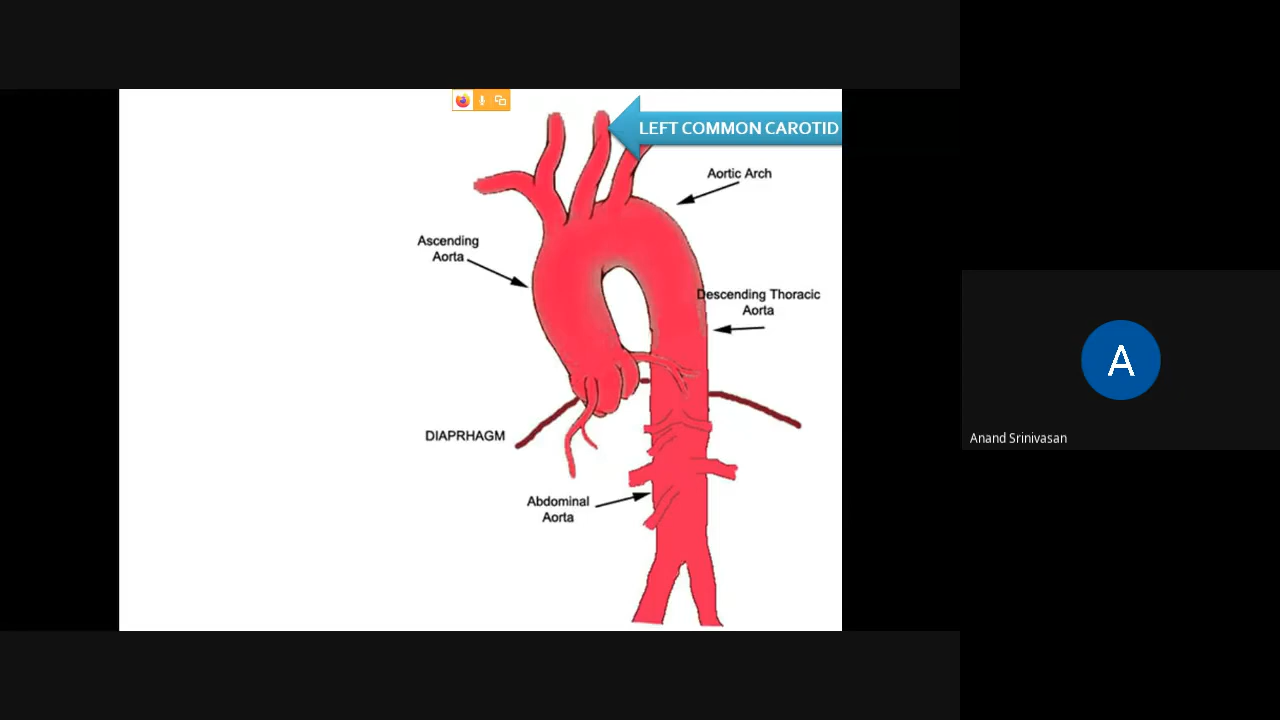 LEFT COMMON CAROTID
Aortic Arch
Ascending
Aorta
Descending Thoracic
Aorta
DIAPRHAGM
Abdominal
Aorta
A
Anand Srinivasan